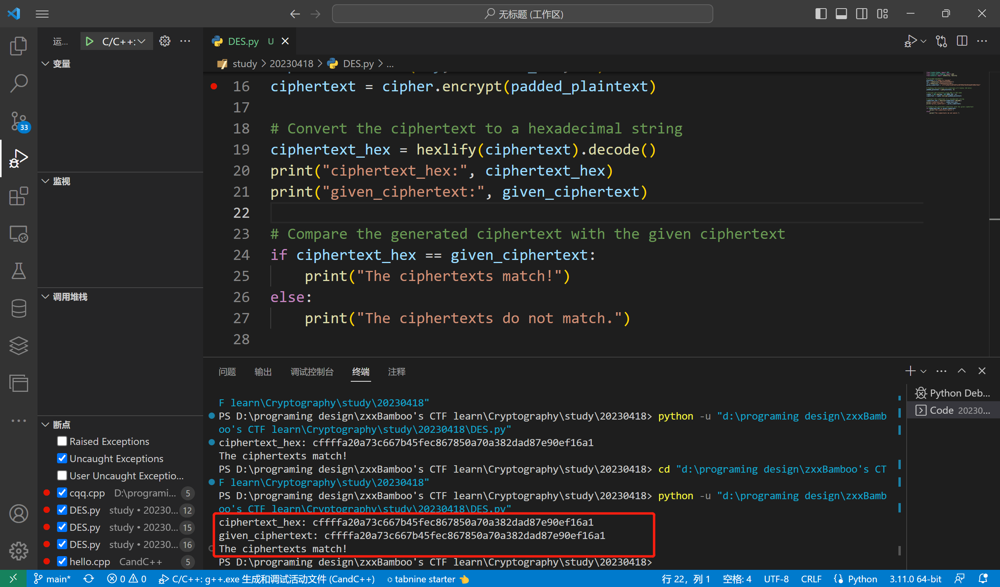 无标题 (工作区)
运...
C/C++:
DES.py U
变量
study > 20230418 > DES.py > ...
16 ciphertext = cipher.encrypt(padded_plaintext)
17
18 # Convert the ciphertext to a hexadecimal string
19 ciphertext_hex = hexlify(ciphertext).decode()
20 print("ciphertext_hex:", ciphertext_hex)
21 print("given_ciphertext:", given_ciphertext)
22
23 # Compare the generated ciphertext with the given ciphertext
24 if ciphertext_hex == given_ciphertext:
25 print("The ciphertexts match!")
26 else:
27 print("The ciphertexts do not match.")
28
33
监视
调用堆栈
断点
Raised Exceptions
Uncaught Exceptions
User Uncaught Exceptio...
cqq.cpp D:\programi... 5
DES.py study • 20230... 12
DES.py study • 20230... 15
DES.py study • 20230... 16
hello.cpp CandC++ 5
问题 输出 调试控制台 终端 注释
F learn\Cryptography\study\20230418"
PS D:\programing design\zxxBamboo's CTF learn\Cryptography\study\20230418> python -u "d:\programing design\zxxBamb
oo's CTF learn\Cryptography\study\20230418\DES.py"
ciphertext_hex: cffffa20a73c667b45fec867850a70a382dad87e90ef16a1
The ciphertexts match!
PS D:\programing design\zxxBamboo's CTF learn\Cryptography\study\20230418> cd "d:\programing design\zxxBamboo's CT
F learn\Cryptography\study\20230418"
PS D:\programing design\zxxBamboo's CTF learn\Cryptography\study\20230418> python -u "d:\programing design\zxxBamb
oo's CTF learn\Cryptography\study\20230418\DES.py"
ciphertext_hex: cffffa20a73c667b45fec867850a70a382dad87e90ef16a1
given_ciphertext: cffffa20a73c667b45fec867850a70a382dad87e90ef16a1
The ciphertexts match!
PS D:\programing design\zxxBamboo's CTF learn\Cryptography\study\20230418>
Python Deb...
Code 20230...
main* 0 0 C/C++: g++.exe 生成和调试活动文件 (CandC++) tabnine starter 👈 行 22，列 1 空格: 4 UTF-8 CRLF Python 3.11.0 64-bit